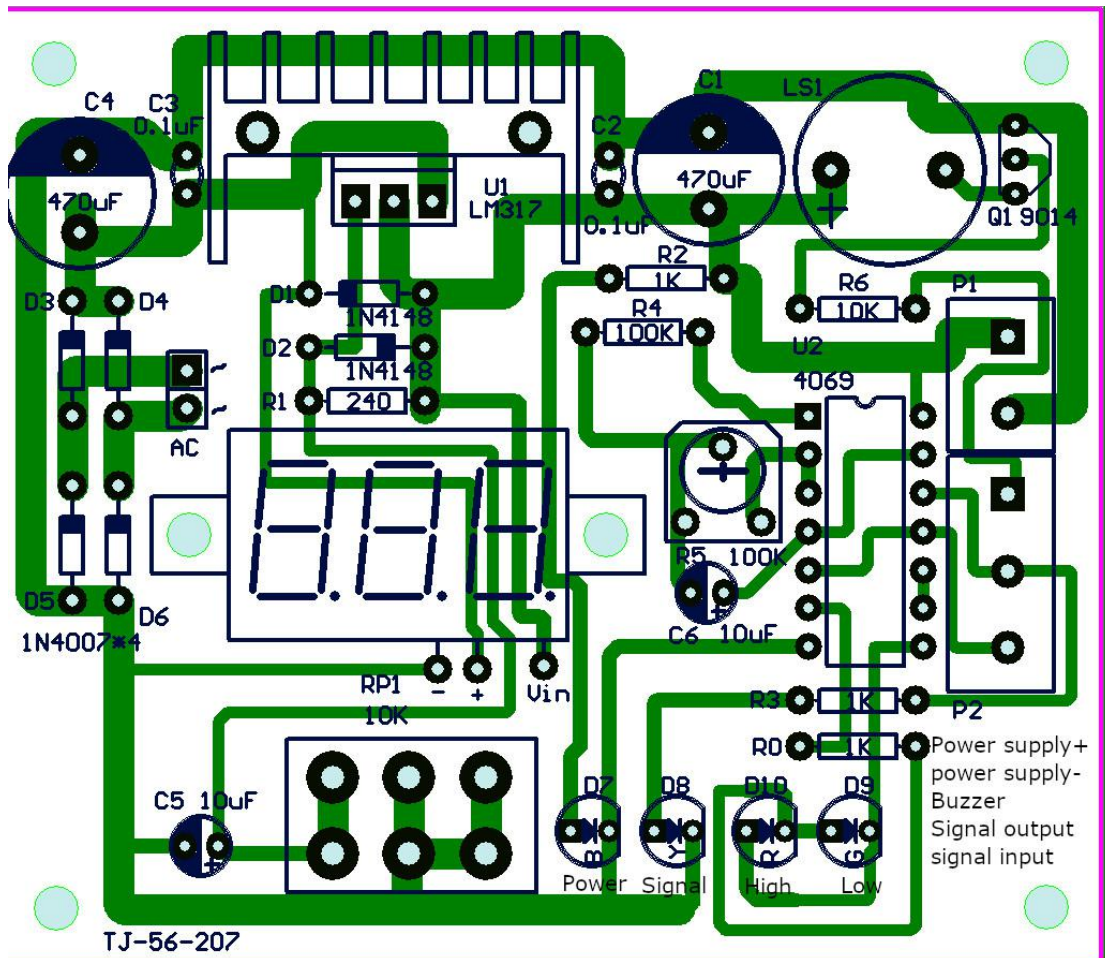 C4
C3
0.1uF
470uF
C2
0.1uF
C1
470uF
LS1
U1
LM317
Q1 9014
R2
1K
R4
100K
R6
10K
P1
D3
D4
D1
1N4148
D2
1N4148
R1
240
U2
4069
~
~
AC
R5
100K
D5
D6
1N4007*4
C6
+
10uF
RP1
10K
-
+
Vin
R3
1K
P2
R0
1K
Power supply+
power supply-
Buzzer
Signal output
signal input
C5 10uF
+
D7
D8
D10
D9
B
Y
R
G
Power
Signal
High
Low
TJ-56-207